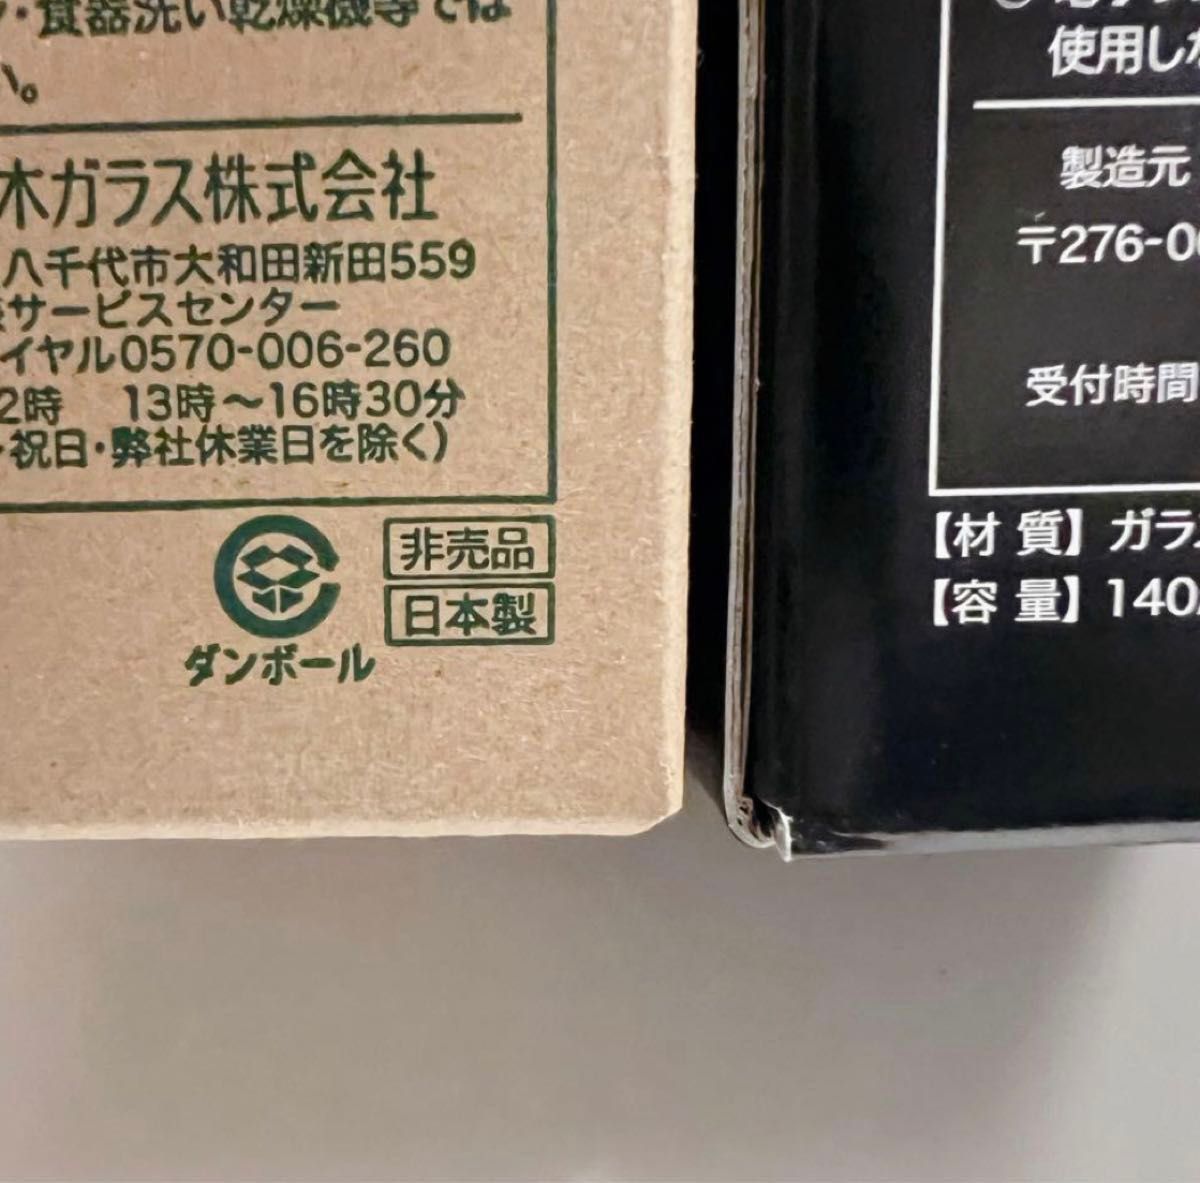 ・食器洗い乾燥機等では
い。
木ガラス株式会社
八千代市大和田新田559
サービスセンター
イヤル0570-006-260
2時 13時～16時30分
・祝日・弊社休業日を除く）
非売品
日本製
ダンボール
使用しな
製造元
〒276-00
受付時間
【材 質】ガラス
【容 量】140